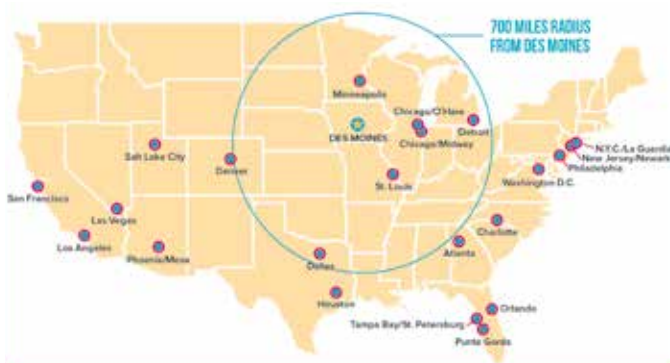 700 MILES RADIUS
FROM DES MOINES
Minneapolis
Chicago/O'Hare
DES MOINES
Detroit
Chicago/Midway
N.Y.C./La Guardia
New Jersey/Newark
Philadelphia
Salt Lake City
Denver
St. Louis
Washington D.C.
San Francisco
Las Vegas
Charlotte
Los Angeles
Phoenix/Mesa
Dallas
Atlanta
Houston
Orlando
Tampa Bay/St. Petersburg
Punta Gorda